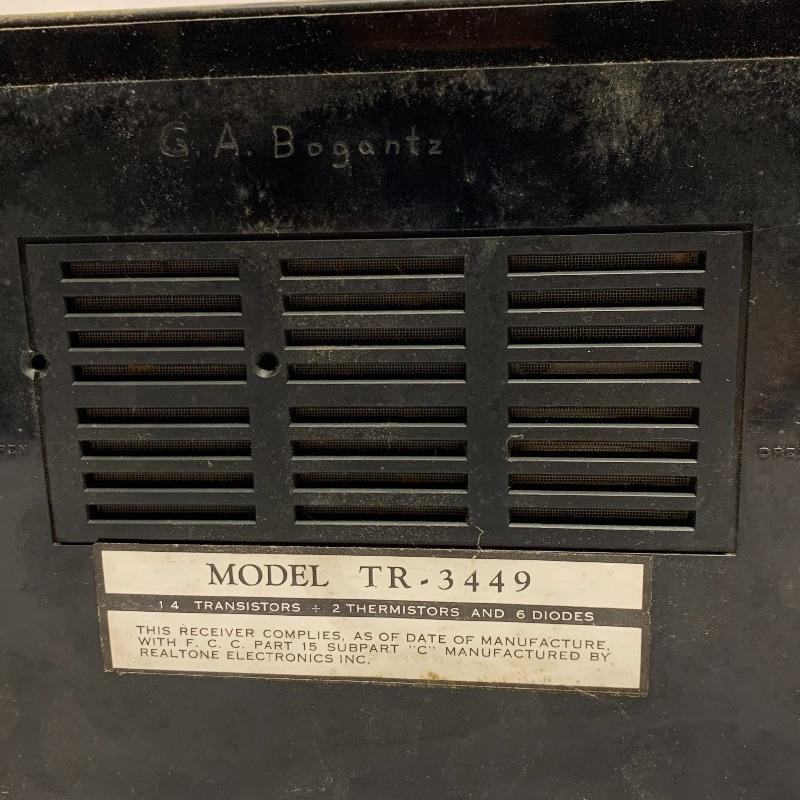 G. A. Bogantz
OPEN
MODEL TR-3449
14 TRANSISTORS + 2 THERMISTORS AND 6 DIODES
THIS RECEIVER COMPLIES, AS OF DATE OF MANUFACTURE,
WITH F. C. C. PART 15 SUBPART "C" MANUFACTURED BY
REALTONE ELECTRONICS INC.